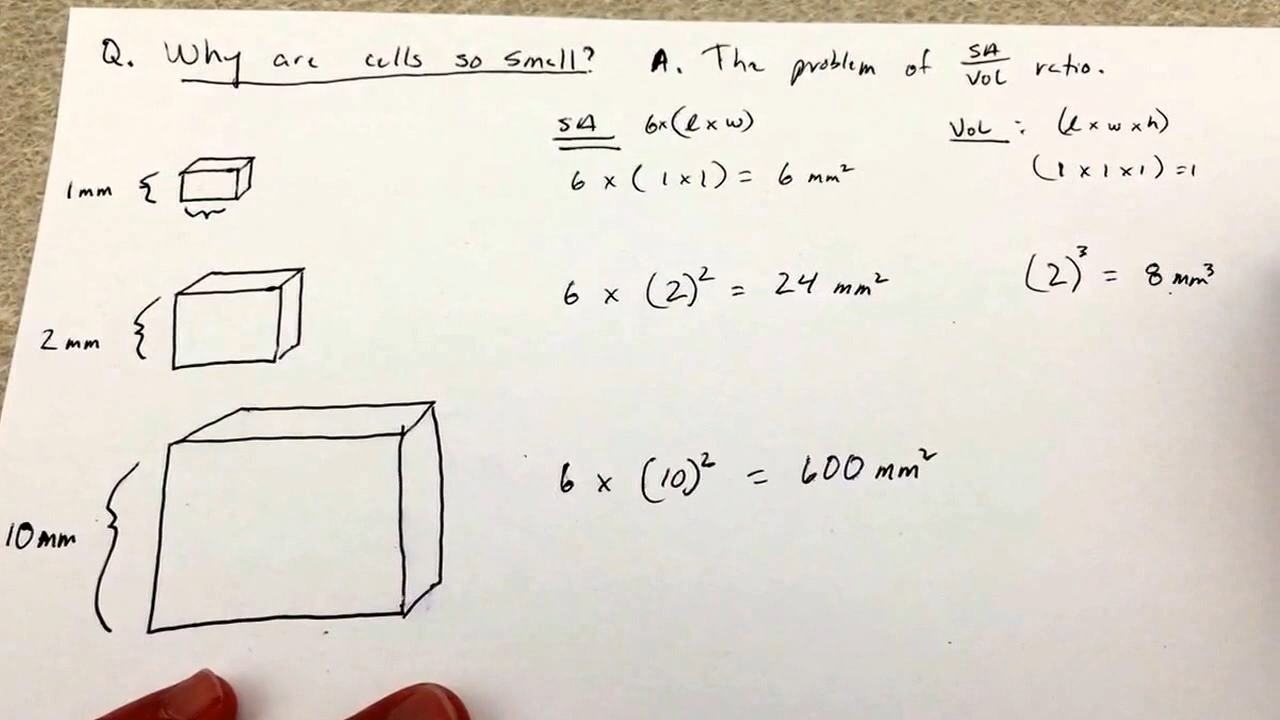 Q. Why are cells so small? A. The problem of SA/VOL ratio.
SA 6x(l x w) VOL: (l x w x h)
1mm 6 x (1x1) = 6 mm² (1 x 1 x 1) = 1
2 mm 6 x (2)² = 24 mm² (2)³ = 8 mm³
10mm 6 x (10)² = 600 mm²